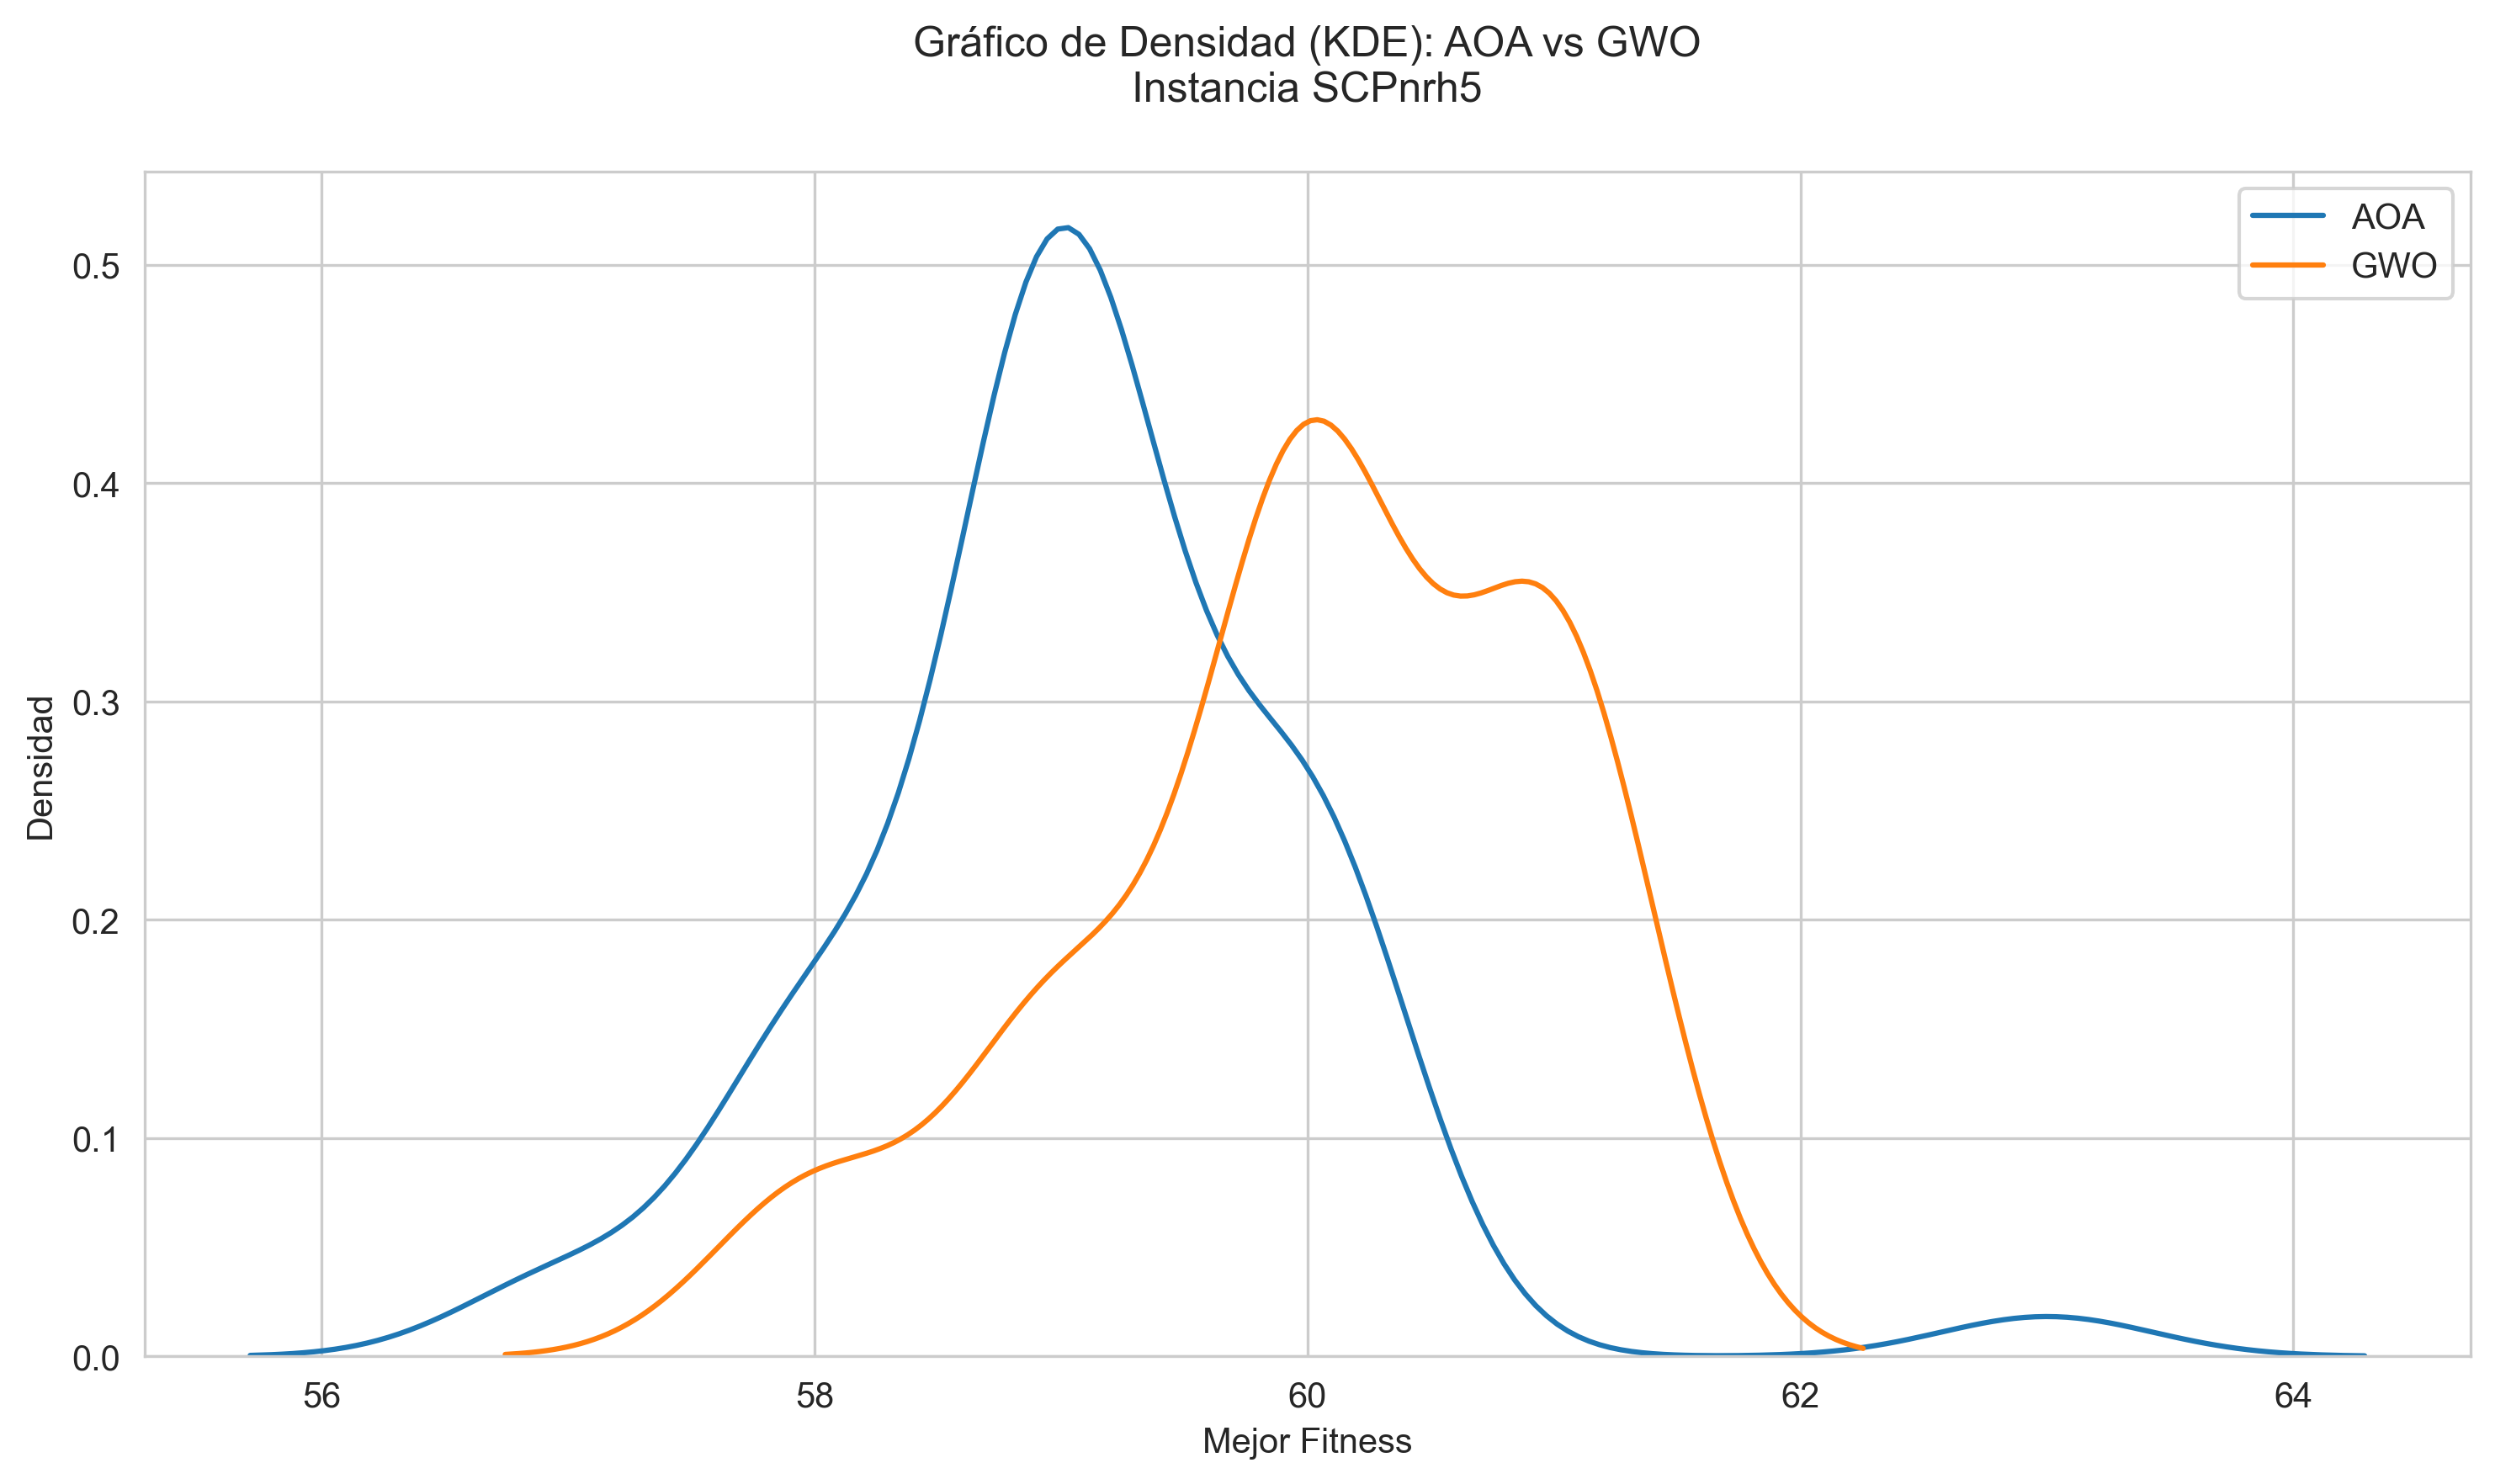 Gráfico de Densidad (KDE): AOA vs GWO
Instancia SCPnrh5
AOA
GWO
Densidad
0.5
0.4
0.3
0.2
0.1
0.0
56 58 60 62 64
Mejor Fitness